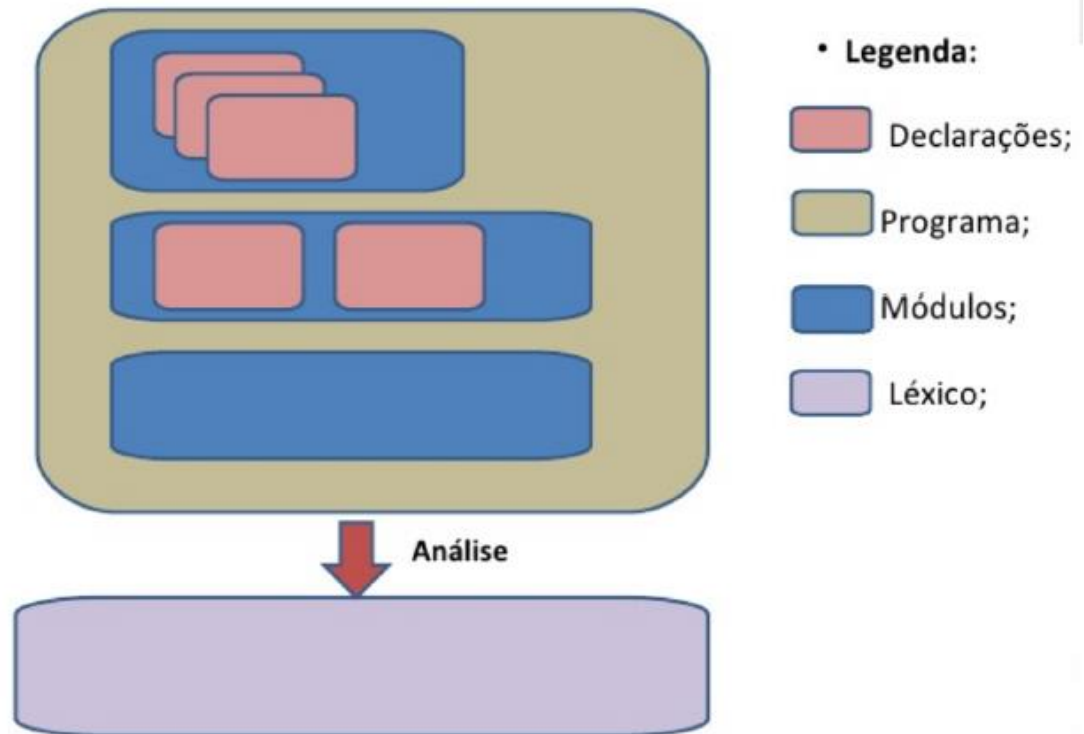 • Legenda:
Declarações;
Programa;
Módulos;
Léxico;
Análise